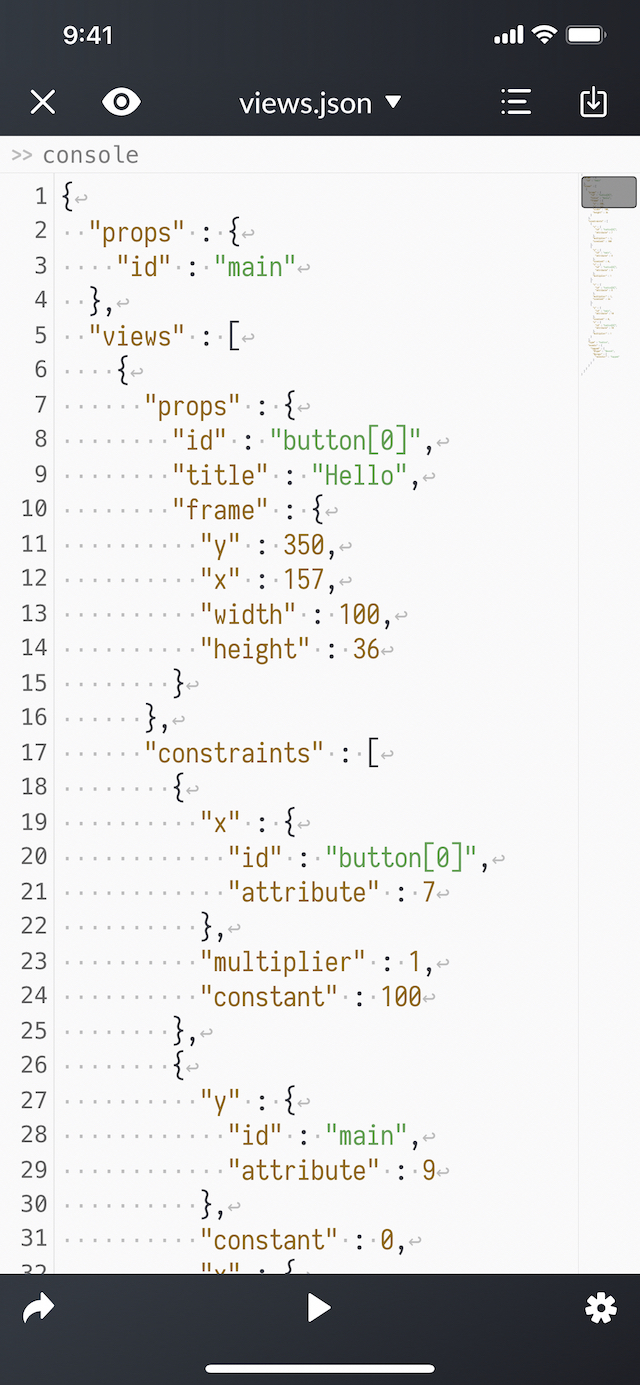 9:41
views.json
>> console
1 {
2   "props" : {
3     "id" : "main"
4   },
5   "views" : [
6     {
7       "props" : {
8         "id" : "button[0]",
9         "title" : "Hello",
10         "frame" : {
11           "y" : 350,
12           "x" : 157,
13           "width" : 100,
14           "height" : 36
15         }
16       },
17       "constraints" : [
18         {
19           "x" : {
20             "id" : "button[0]",
21             "attribute" : 7
22           },
23           "multiplier" : 1,
24           "constant" : 100
25         },
26         {
27           "y" : {
28             "id" : "main",
29             "attribute" : 9
30           },
31           "constant" : 0,
32           "x" : {